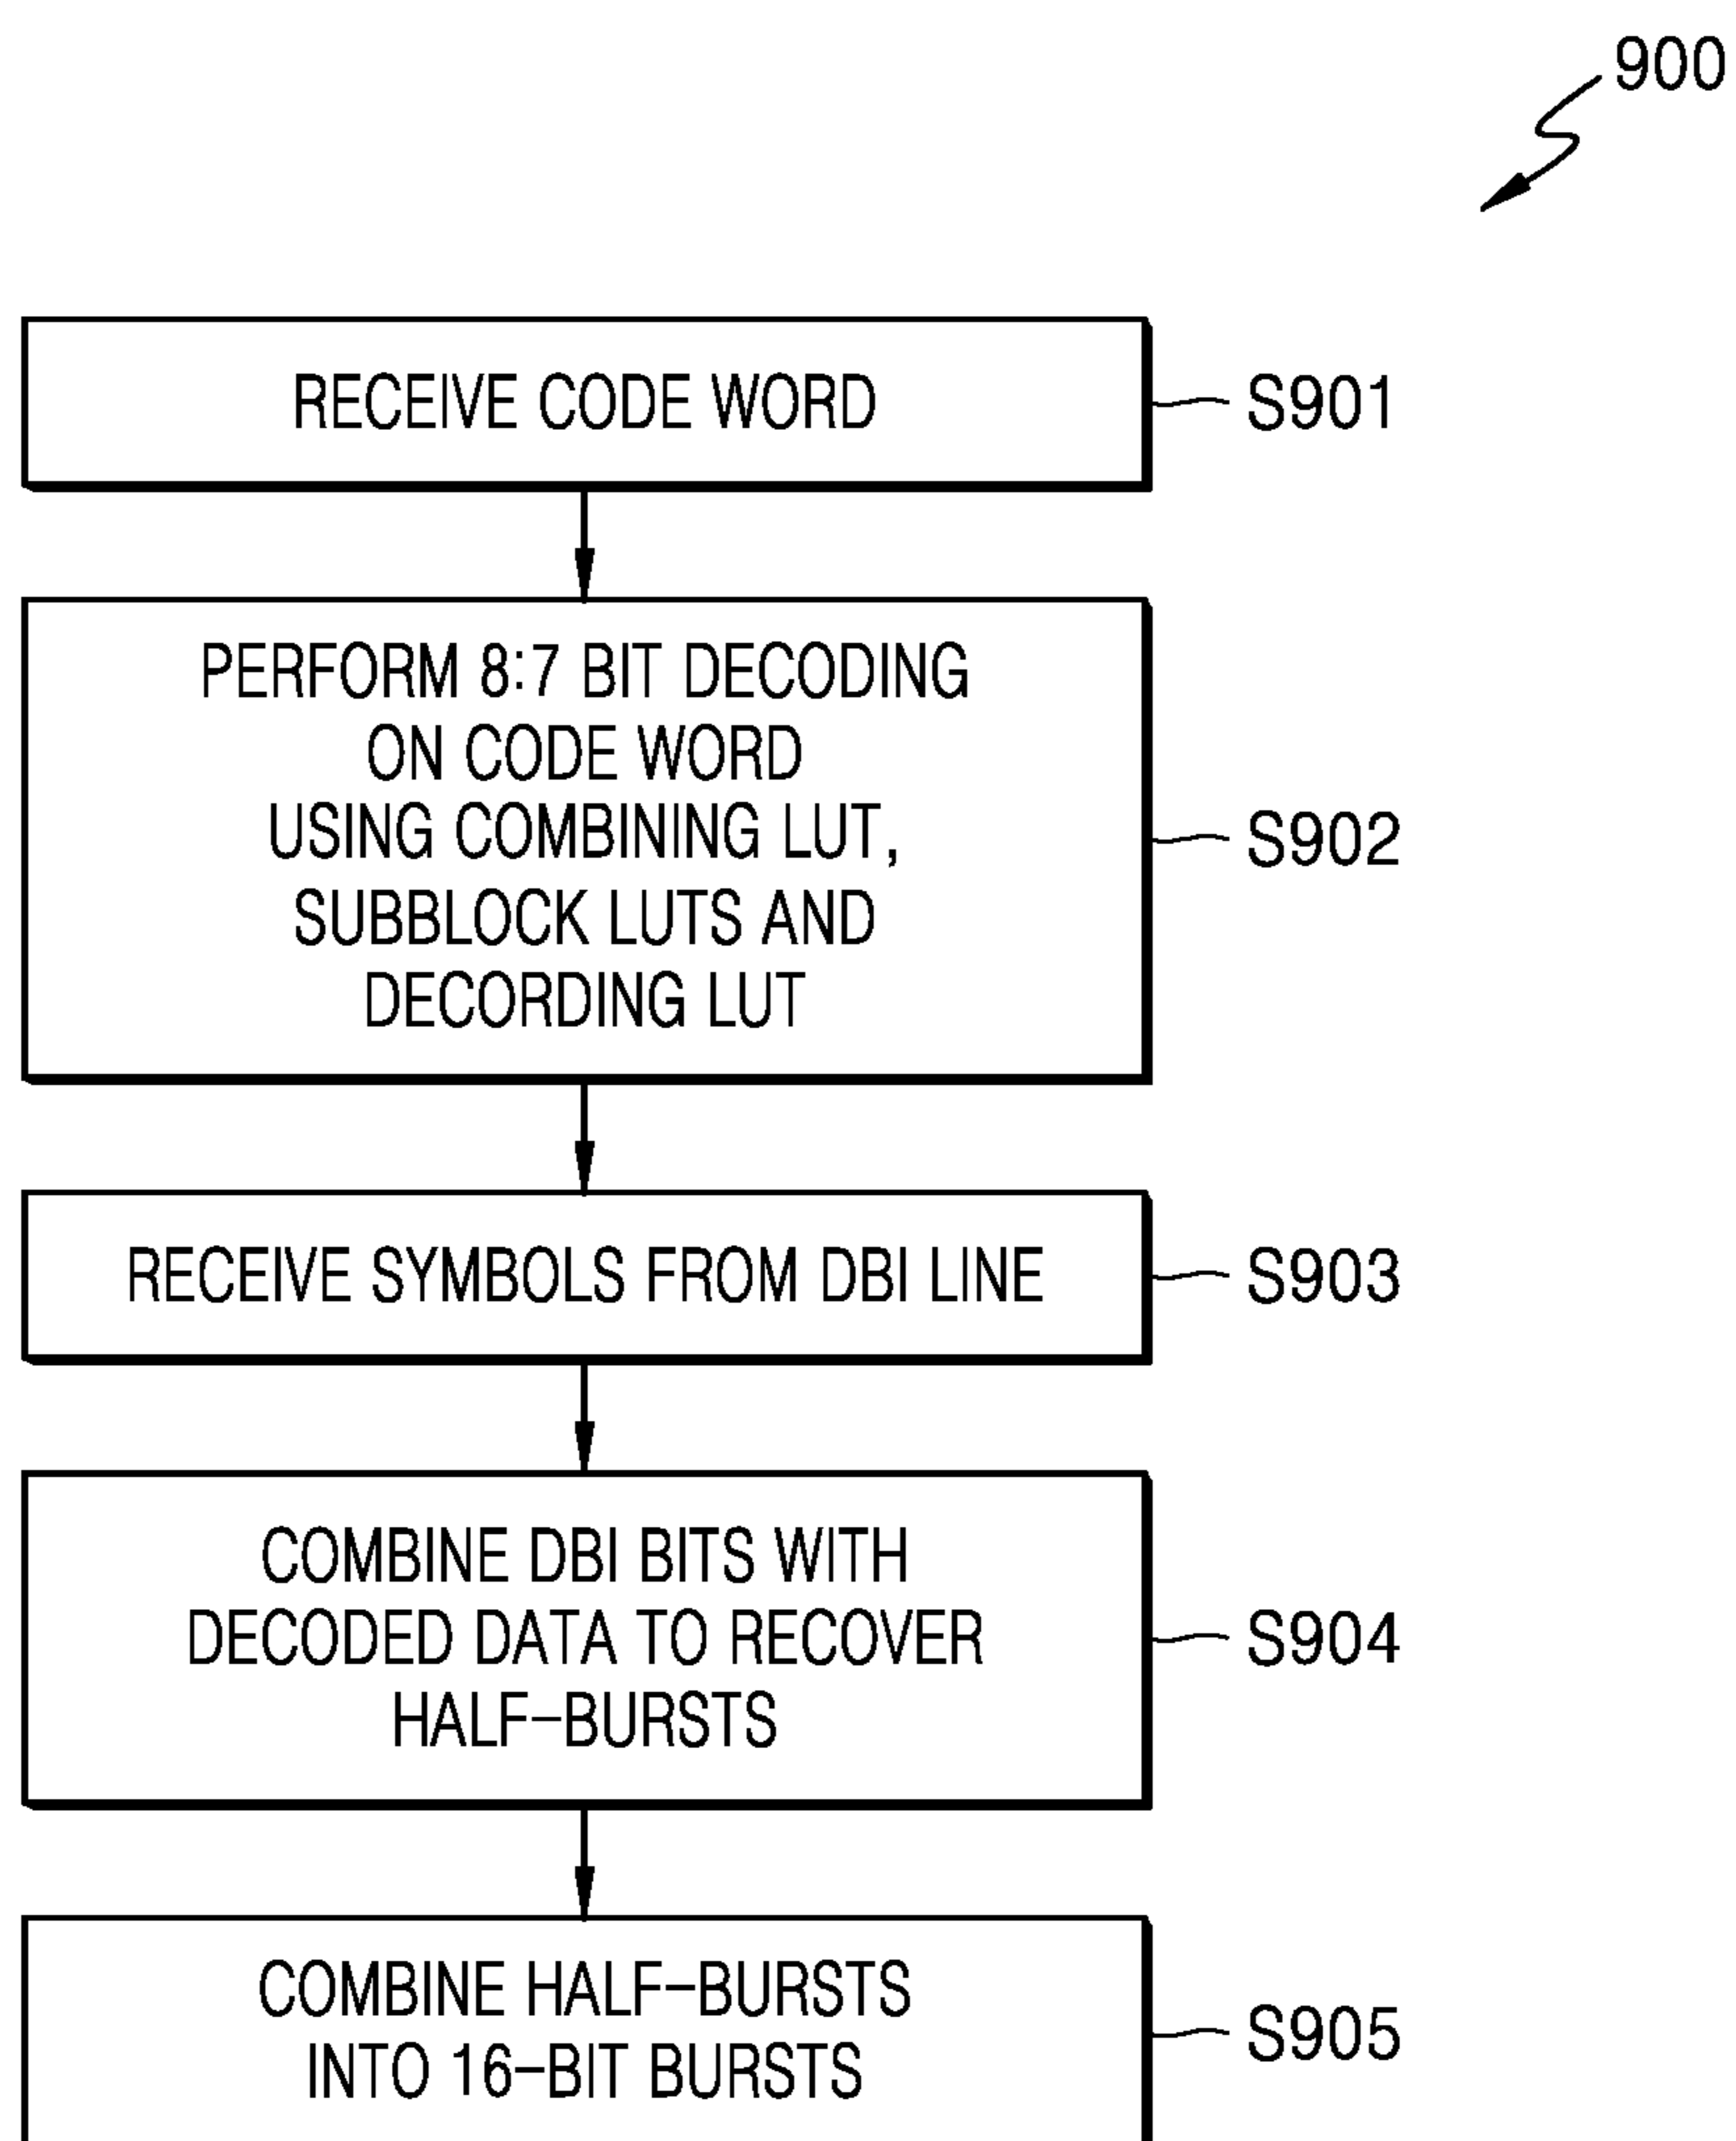 900
RECEIVE CODE WORD
S901
PERFORM 8:7 BIT DECODING
ON CODE WORD
USING COMBINING LUT,
SUBBLOCK LUTS AND
DECORDING LUT
S902
RECEIVE SYMBOLS FROM DBI LINE
S903
COMBINE DBI BITS WITH
DECODED DATA TO RECOVER
HALF-BURSTS
S904
COMBINE HALF-BURSTS
INTO 16-BIT BURSTS
S905